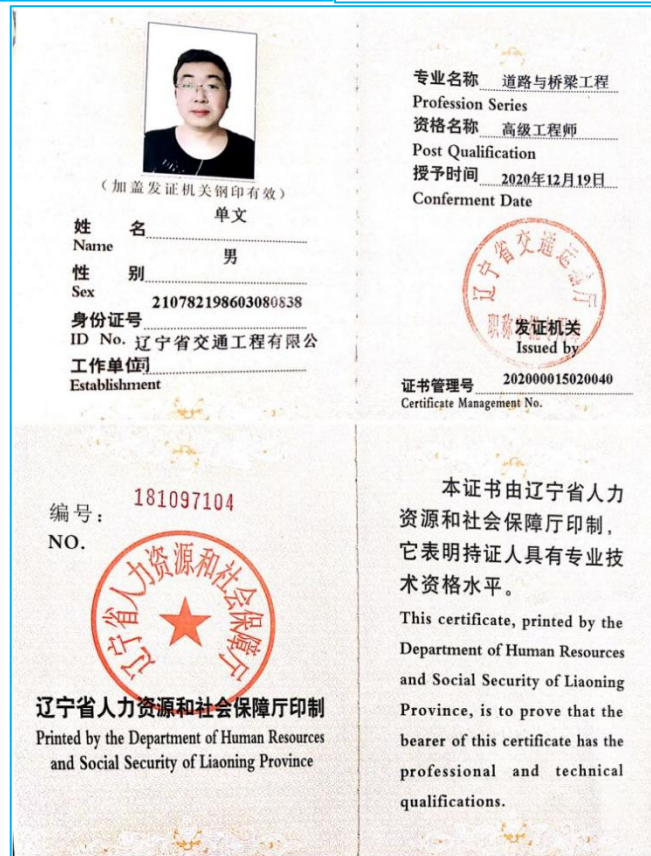 （加盖发证机关钢印有效）
姓 名 单文
Name
性 别 男
Sex
身份证号 210782198603080838
ID No.
工作单位 辽宁省交通工程有限公
司
Establishment
专业名称 道路与桥梁工程
Profession Series
资格名称 高级工程师
Post Qualification
授予时间 2020年12月19日
Conferment Date
辽宁省交通运输厅
发证机关
Issued by
证书管理号 202000015020040
Certificate Management No.
编号： 181097104
NO.
辽宁省人力资源和社会保障厅
辽宁省人力资源和社会保障厅印制
Printed by the Department of Human Resources
and Social Security of Liaoning Province
本证书由辽宁省人力
资源和社会保障厅印制，
它表明持证人具有专业技
术资格水平。
This certificate, printed by the
Department of Human Resources
and Social Security of Liaoning
Province, is to prove that the
bearer of this certificate has the
professional and technical
qualifications.